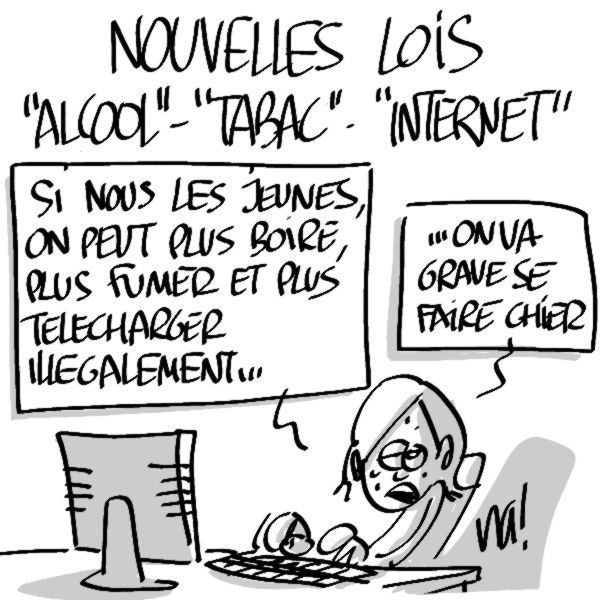 NOUVELLES LOIS
"ALCOOL" - "TABAC" - "INTERNET"
SI NOUS LES JEUNES,
ON PEUT PLUS BOIRE,
PLUS FUMER ET PLUS
TELECHARGER
ILLEGALEMENT...
...ON VA
GRAVE SE
FAIRE CHIER
na!